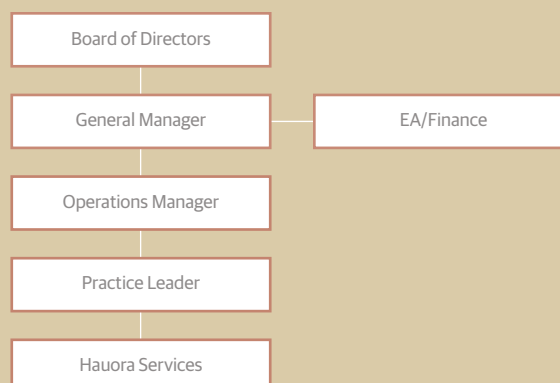 Board of Directors
General Manager
EA/Finance
Operations Manager
Practice Leader
Hauora Services